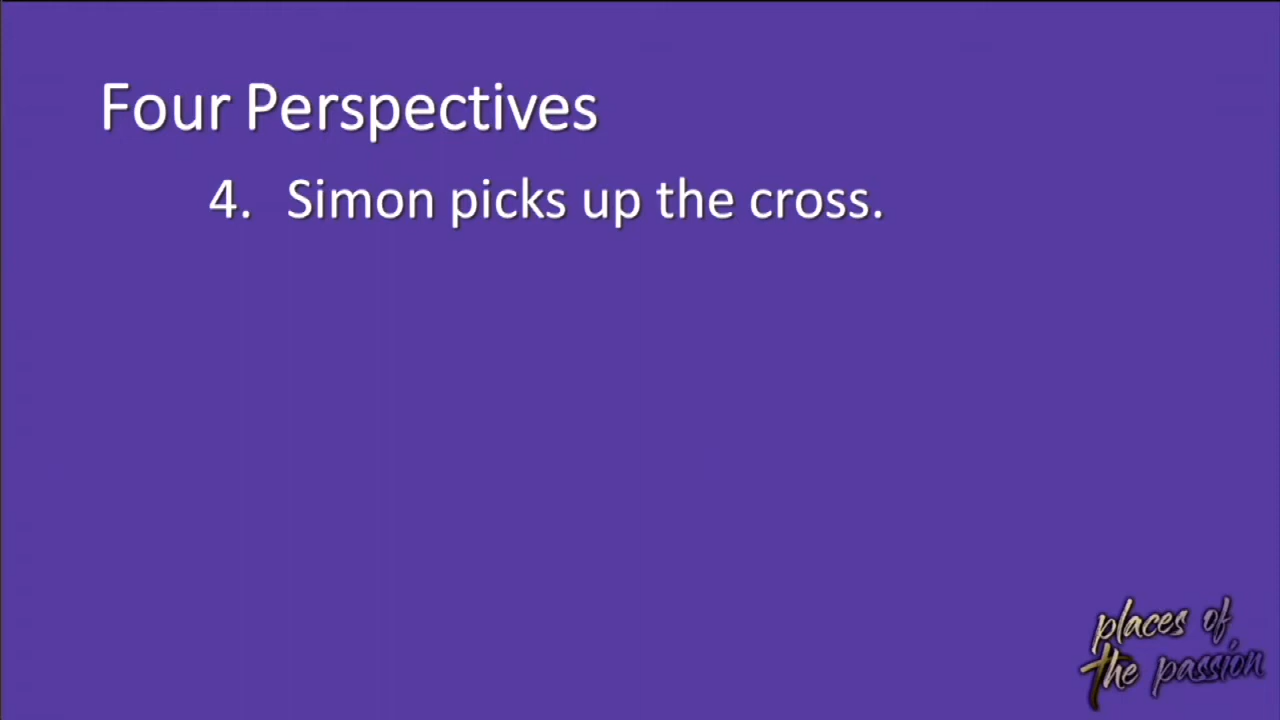 Four Perspectives
4. Simon picks up the cross.
places of
the passion